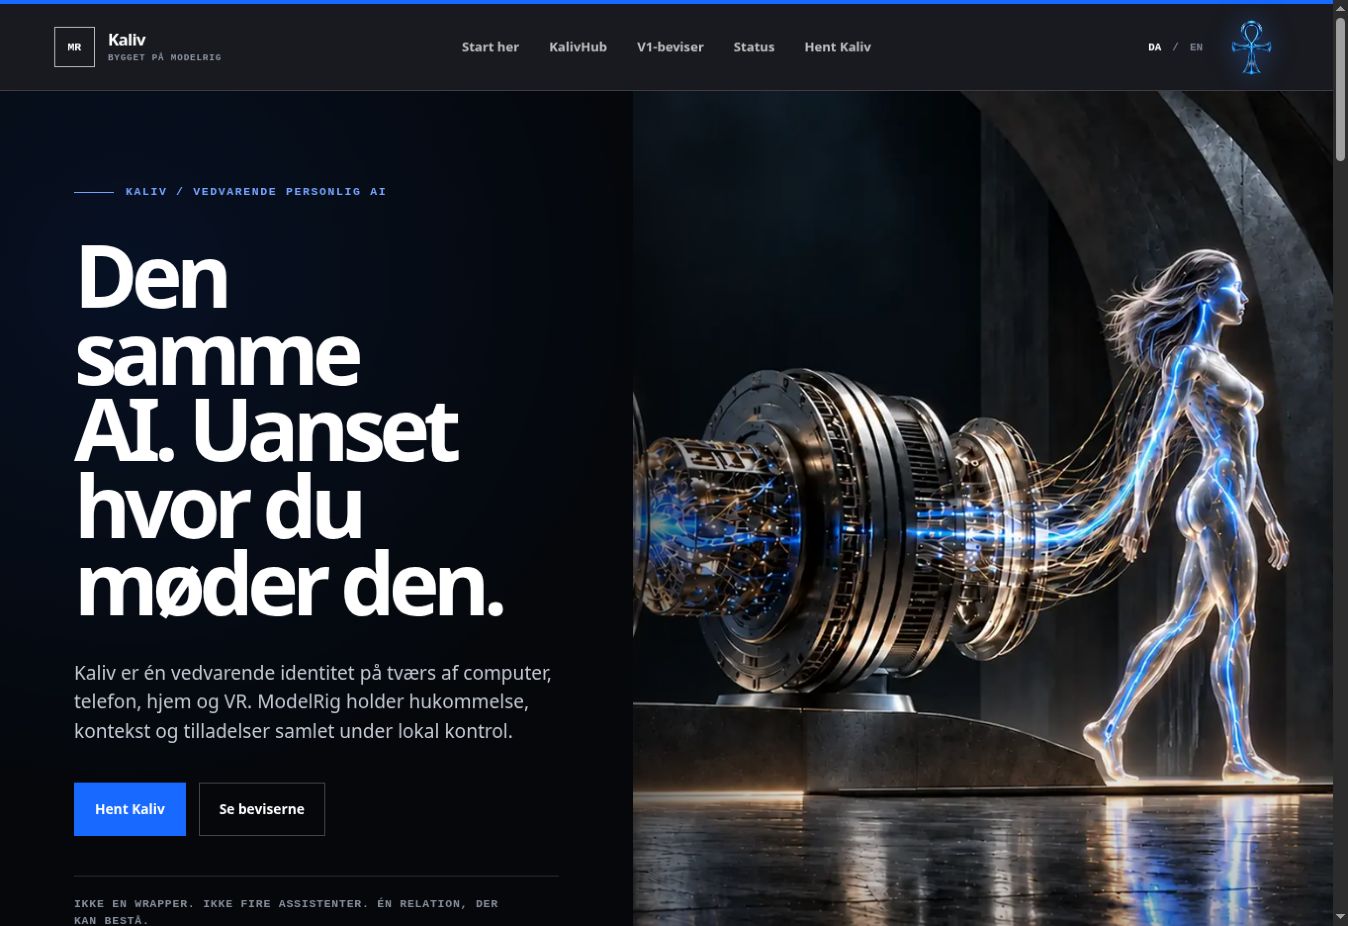 MR
Kaliv
BYGGET PÅ MODELRIG
Start her
KalivHub
V1-beviser
Status
Hent Kaliv
DA / EN
KALIV / VEDVARENDE PERSONLIG AI
Den
samme
AI. Uanset
hvor du
møder den.
Kaliv er én vedvarende identitet på tværs af computer,
telefon, hjem og VR. ModelRig holder hukommelse,
kontekst og tilladelser samlet under lokal kontrol.
Hent Kaliv
Se beviserne
IKKE EN WRAPPER. IKKE FIRE ASSISTENTER. ÉN RELATION, DER
KAN BESTÅ.